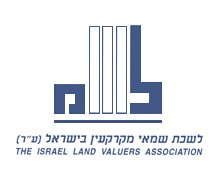 לשכת שמאי מקרקעין בישראל (ע"ר)
THE ISRAEL LAND VALUERS ASSOCIATION